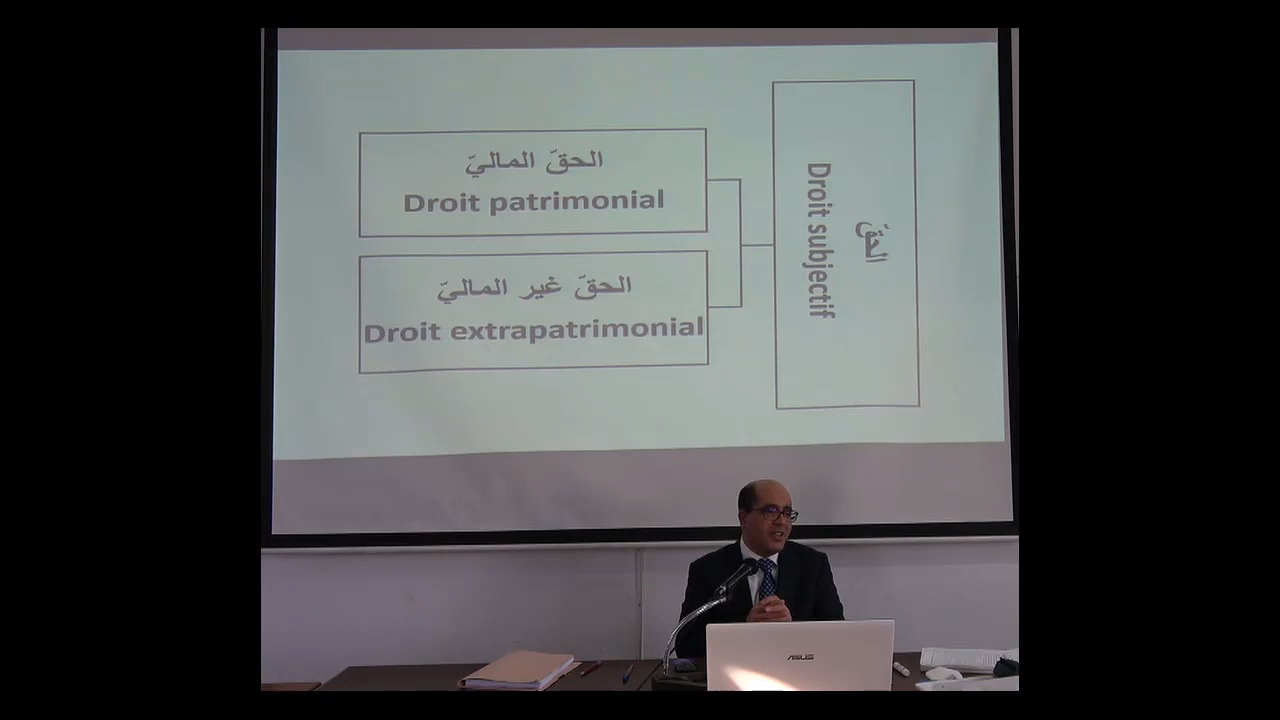 الحقّ
Droit subjectif
الحقّ الماليّ
Droit patrimonial
الحقّ غير الماليّ
Droit extrapatrimonial
ASUS